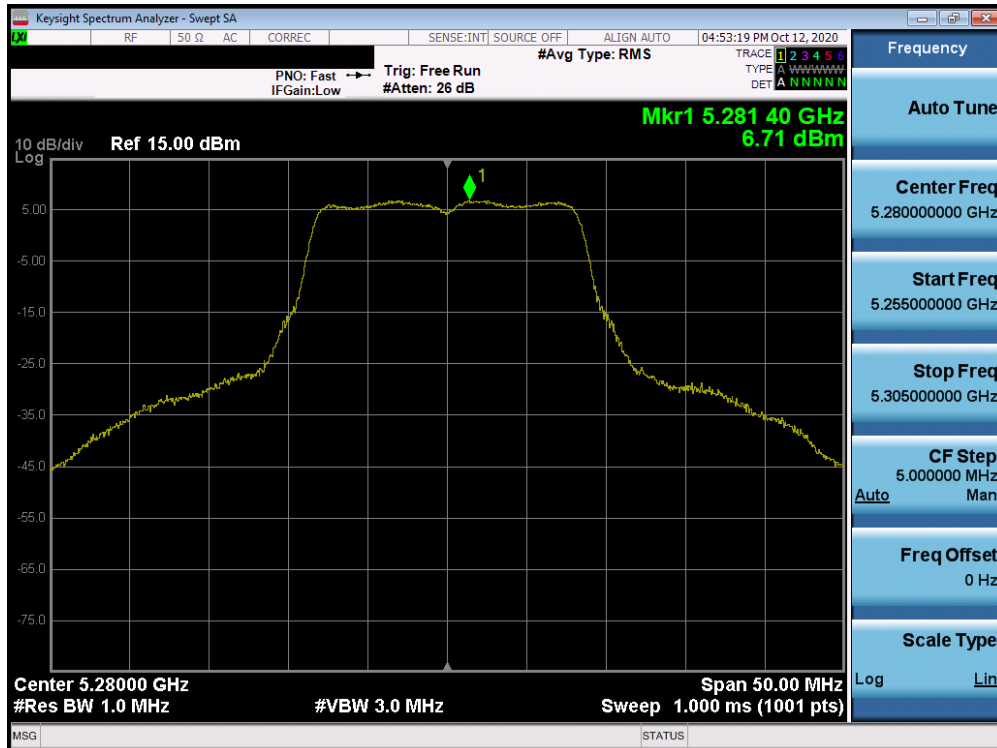 Keysight Spectrum Analyzer - Swept SA
LXI RF 50 Ω AC CORREC SENSE:INT SOURCE OFF ALIGN AUTO 04:53:19 PM Oct 12, 2020
#Avg Type: RMS TRACE 1 2 3 4 5 6
PNO: Fast Trig: Free Run TYPE A WWWWW
IFGain:Low #Atten: 26 dB DET A N N N N N
Mkr1 5.281 40 GHz
6.71 dBm
10 dB/div Ref 15.00 dBm
Log
1
5.00
-5.00
-15.0
-25.0
-35.0
-45.0
-55.0
-65.0
-75.0
Center 5.28000 GHz Span 50.00 MHz
#Res BW 1.0 MHz #VBW 3.0 MHz Sweep 1.000 ms (1001 pts)
MSG STATUS
Frequency
Auto Tune
Center Freq
5.280000000 GHz
Start Freq
5.255000000 GHz
Stop Freq
5.305000000 GHz
CF Step
5.000000 MHz
Auto Man
Freq Offset
0 Hz
Scale Type
Log Lin